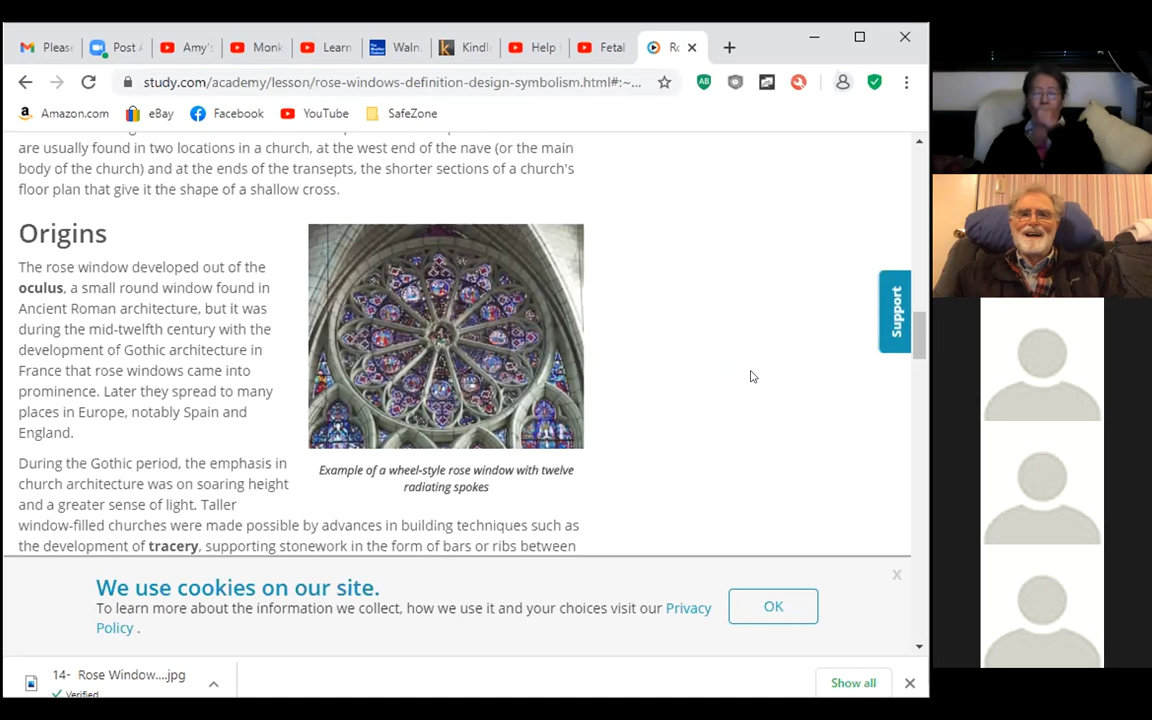 Please
Post
Amy's
Monk
Learn
Waln.
Kindl
Help
Fetal
Ro
study.com/academy/lesson/rose-windows-definition-design-symbolism.html#:~...
AB
Amazon.com
eBay
Facebook
YouTube
SafeZone
are usually found in two locations in a church, at the west end of the nave (or the main
body of the church) and at the ends of the transepts, the shorter sections of a church's
floor plan that give it the shape of a shallow cross.
Origins
The rose window developed out of the
oculus, a small round window found in
Ancient Roman architecture, but it was
during the mid-twelfth century with the
development of Gothic architecture in
France that rose windows came into
prominence. Later they spread to many
places in Europe, notably Spain and
England.
Example of a wheel-style rose window with twelve
radiating spokes
During the Gothic period, the emphasis in
church architecture was on soaring height
and a greater sense of light. Taller
window-filled churches were made possible by advances in building techniques such as
the development of tracery, supporting stonework in the form of bars or ribs between
Support
We use cookies on our site.
To learn more about the information we collect, how we use it and your choices visit our Privacy
Policy .
OK
x
14- Rose Window....jpg
Verified
Show all